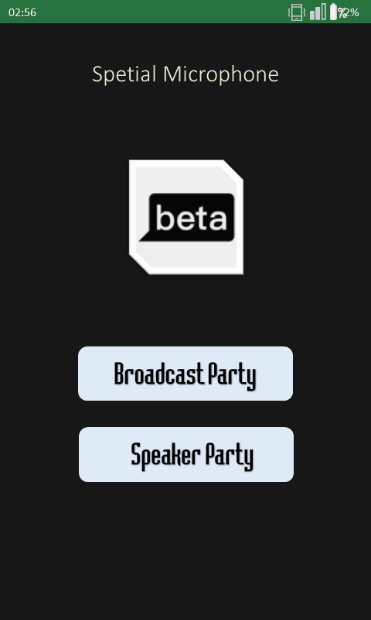 02:56
Spetial Microphone
beta
Broadcast Party
Speaker Party